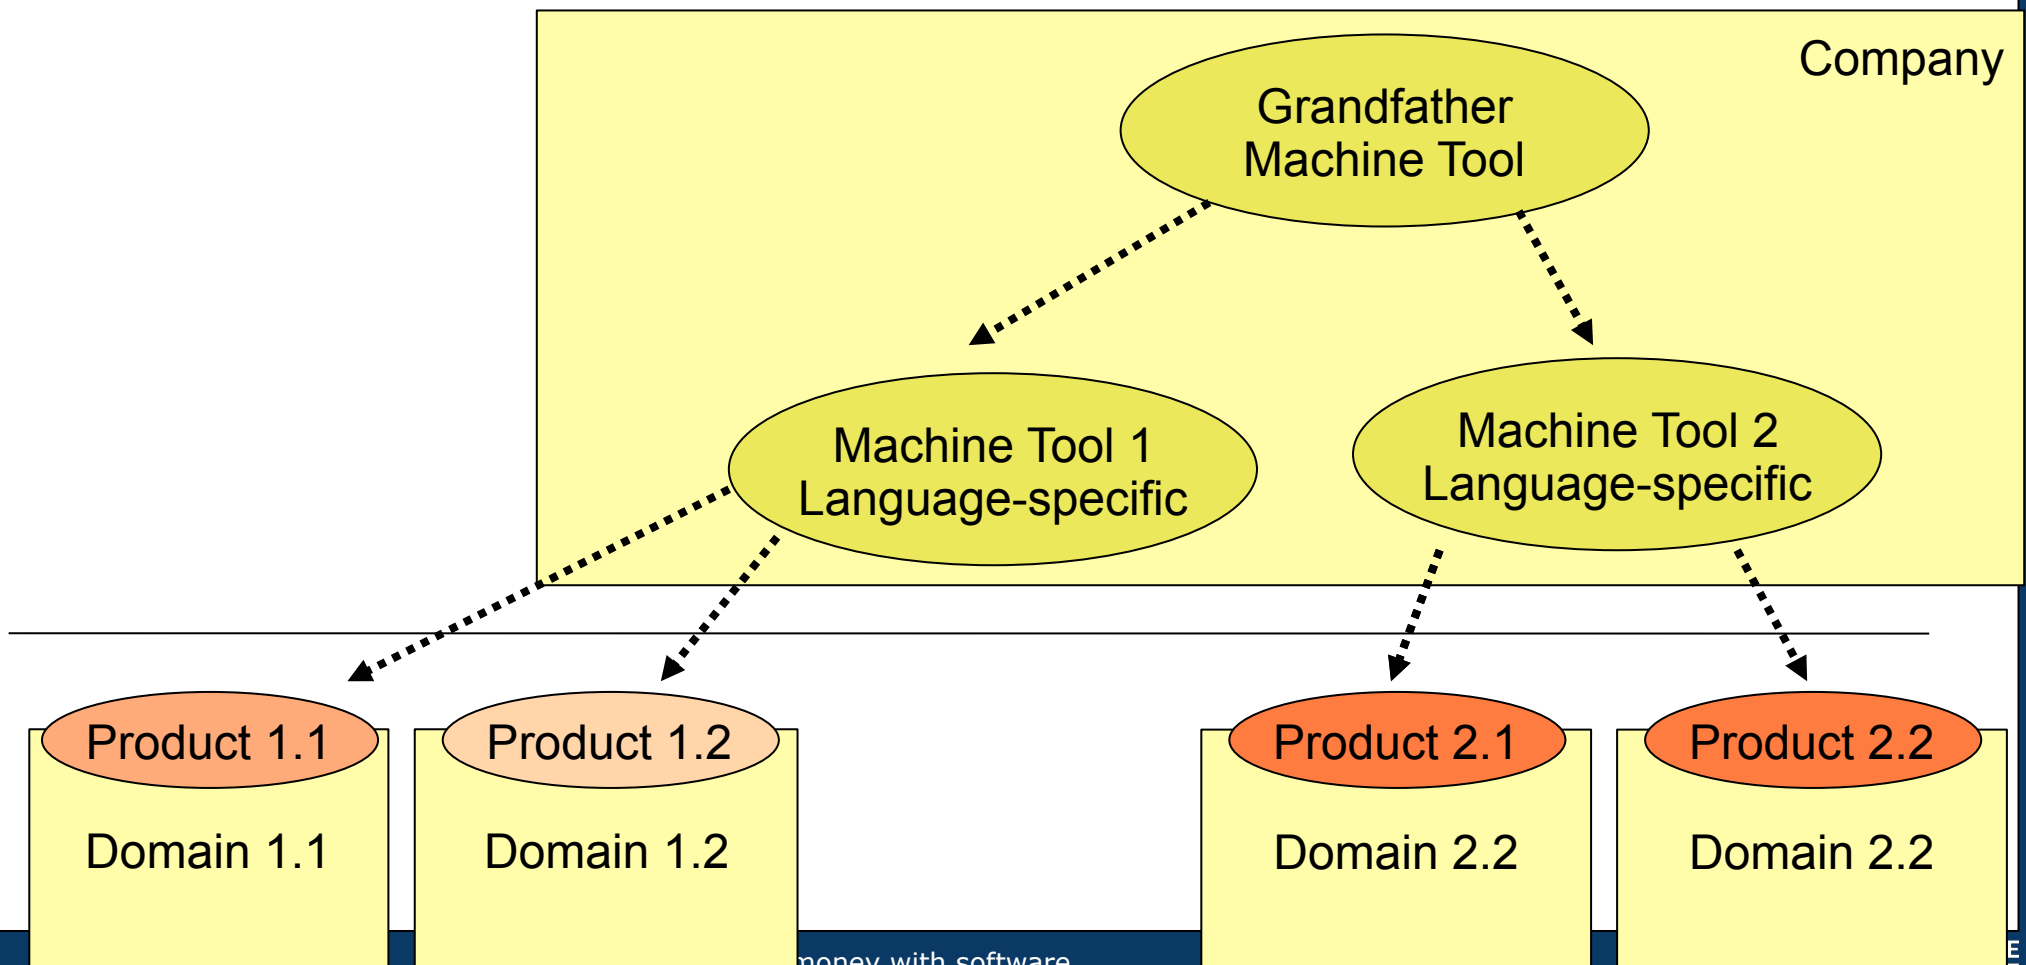 Company
Grandfather
Machine Tool
Machine Tool 1
Language-specific
Machine Tool 2
Language-specific
Product 1.1
Product 1.2
Product 2.1
Product 2.2
Domain 1.1
Domain 1.2
Domain 2.2
Domain 2.2
money with software
E